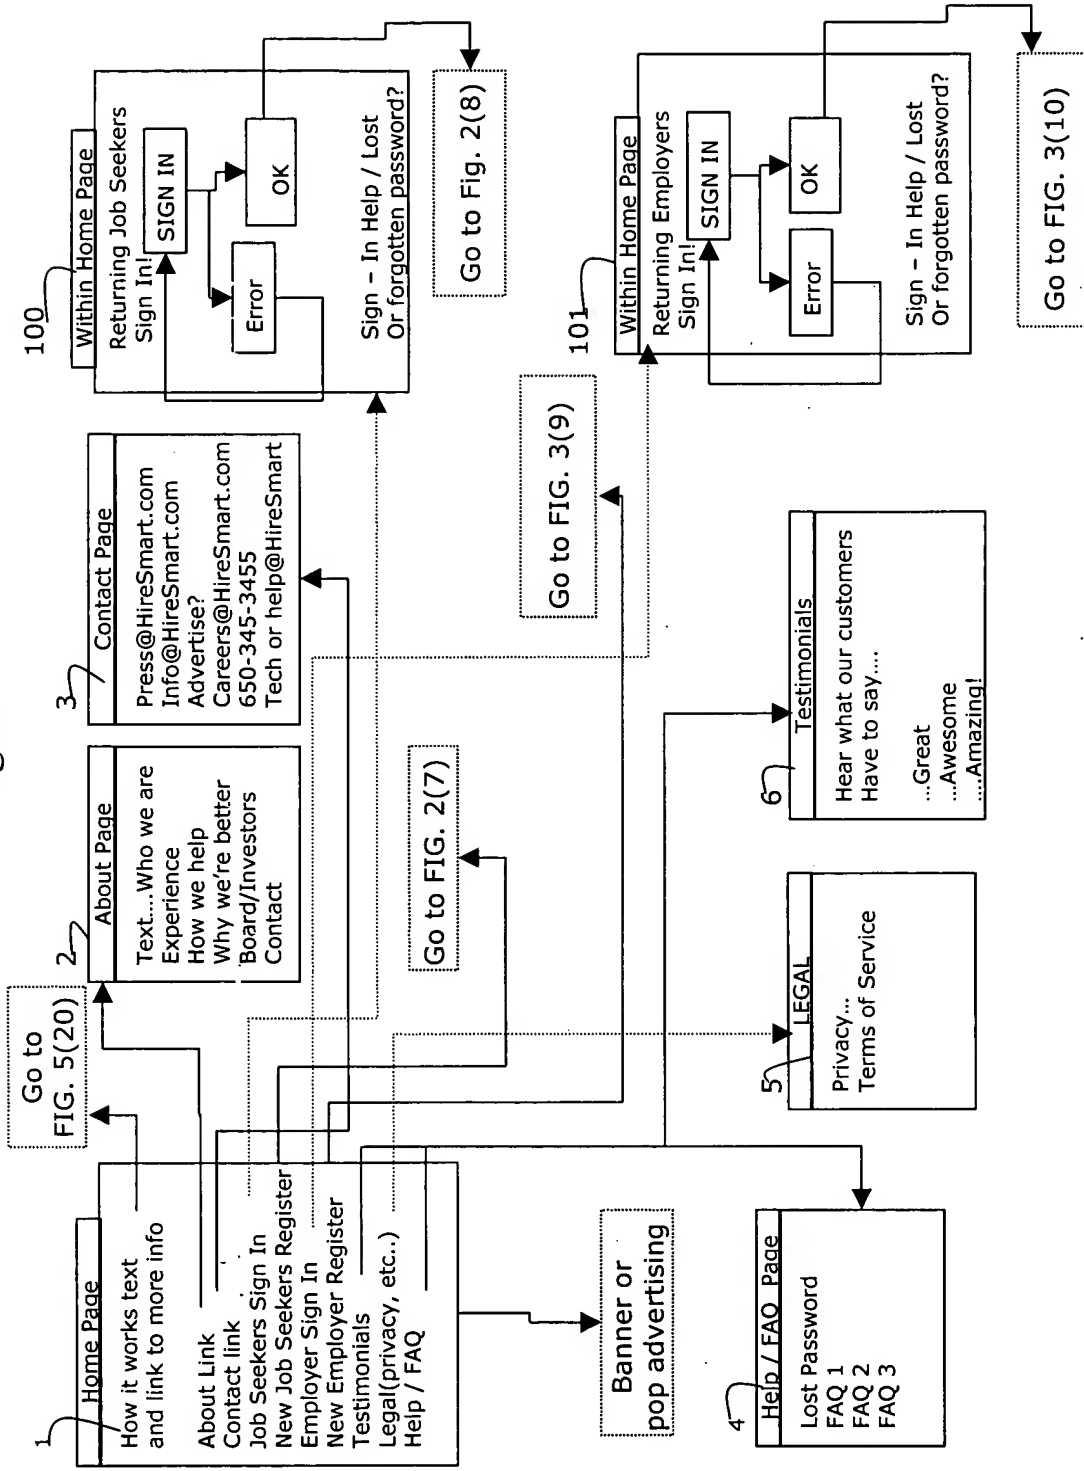 1
Home Page
How it works text
and link to more info
About Link
Contact link
Job Seekers Sign In
New Job Seekers Register
Employer Sign In
New Employer Register
Testimonials
Legal(privacy, etc..)
Help / FAQ
Go to
FIG. 5(20)
2
About Page
Text...Who we are
Experience
How we help
Why we're better
Board/Investors
Contact
3
Contact Page
Press@HireSmart.com
Info@HireSmart.com
Advertise?
Careers@HireSmart.com
650-345-3455
Tech or help@HireSmart
100
Within Home Page
Returning Job Seekers
Sign In!
SIGN IN
Error
OK
Sign – In Help / Lost
Or forgotten password?
Go to Fig. 2(8)
Go to FIG. 2(7)
Go to FIG. 3(9)
101
Within Home Page
Returning Employers
Sign In!
SIGN IN
Error
OK
Sign – In Help / Lost
Or forgotten password?
Go to FIG. 3(10)
Banner or
pop advertising
4
Help / FAQ Page
Lost Password
FAQ 1
FAQ 2
FAQ 3
5
LEGAL
Privacy...
Terms of Service
6
Testimonials
Hear what our customers
Have to say....
...Great
...Awesome
....Amazing!